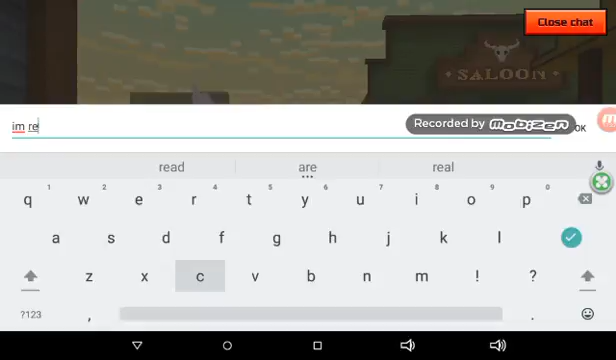 Close chat
SALOON
im re
Recorded by MOBIZEN
OK
read are real
1 2 3 4 5 6 7 8 9 0
q w e r t y u i o p
a s d f g h j k l
z x c v b n m ! ?
?123 , .